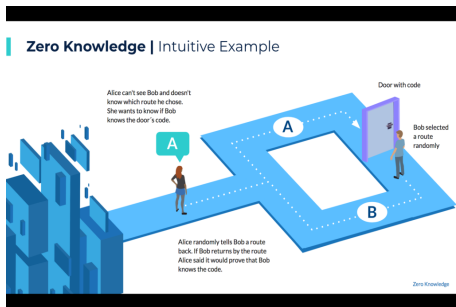 Zero Knowledge | Intuitive Example
Alice can't see Bob and doesn't
know which route he chose.
She wants to know if Bob
knows the door´s code.
A
A
Door with code
Bob selected
a route
randomly
B
Alice randomly tells Bob a route
back. If Bob returns by the route
Alice said it would prove that Bob
knows the code.
Zero Knowledge